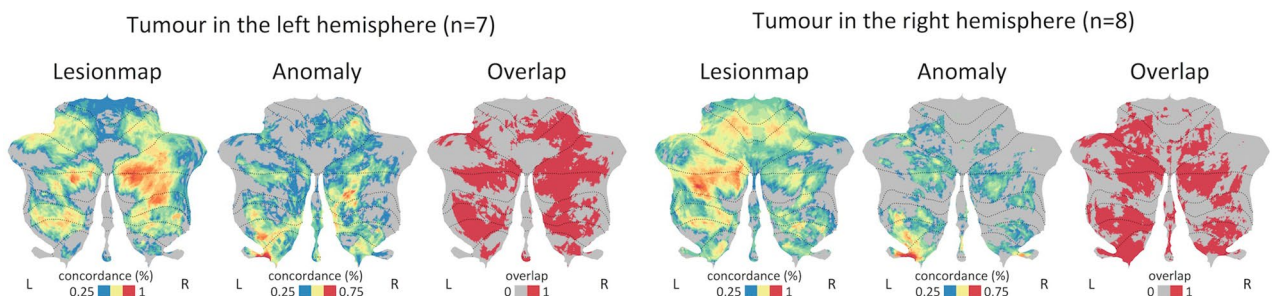 Tumour in the left hemisphere (n=7)
Lesionmap Anomaly Overlap
L concordance (%) concordance (%) overlap R
0.25 1 0.25 0.75 0 1
Tumour in the right hemisphere (n=8)
Lesionmap Anomaly Overlap
L concordance (%) R L concordance (%) R L overlap R
0.25 1 0.25 0.75 0 1